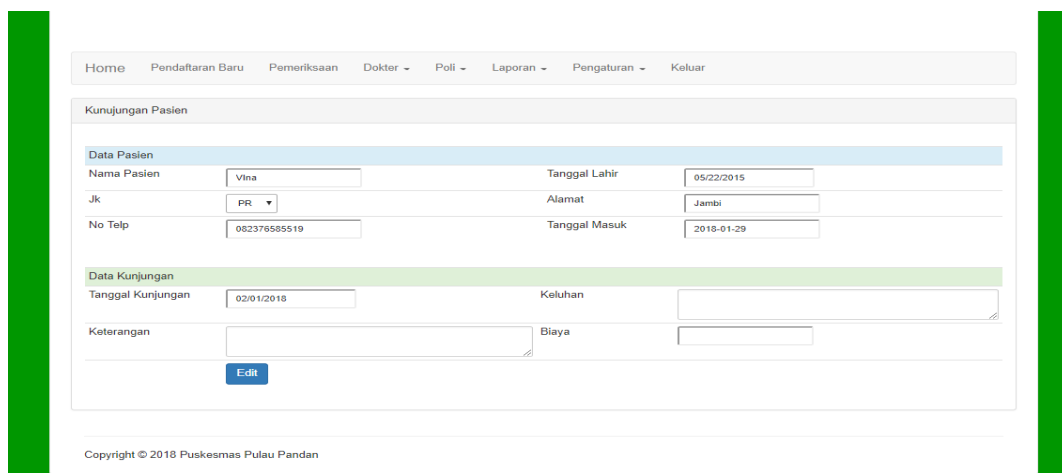 Home Pendaftaran Baru Pemeriksaan Dokter Poli Laporan Pengaturan Keluar
Kunujungan Pasien
Data Pasien
Nama Pasien VIna Tanggal Lahir 05/22/2015
Jk PR Alamat Jambi
No Telp 082376585519 Tanggal Masuk 2018-01-29
Data Kunjungan
Tanggal Kunjungan 02/01/2018 Keluhan
Keterangan Biaya
Edit
Copyright © 2018 Puskesmas Pulau Pandan